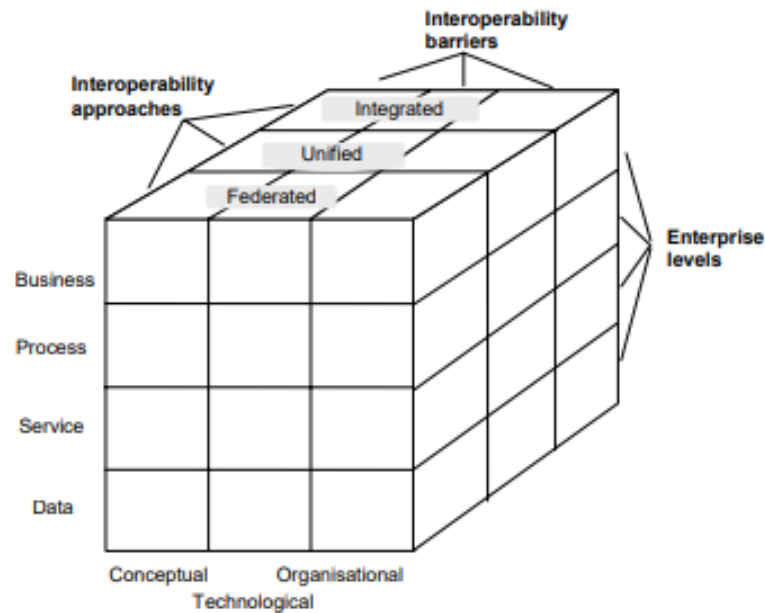 Interoperability
barriers
Interoperability
approaches
Integrated
Unified
Federated
Enterprise
levels
Business
Process
Service
Data
Conceptual
Organisational
Technological